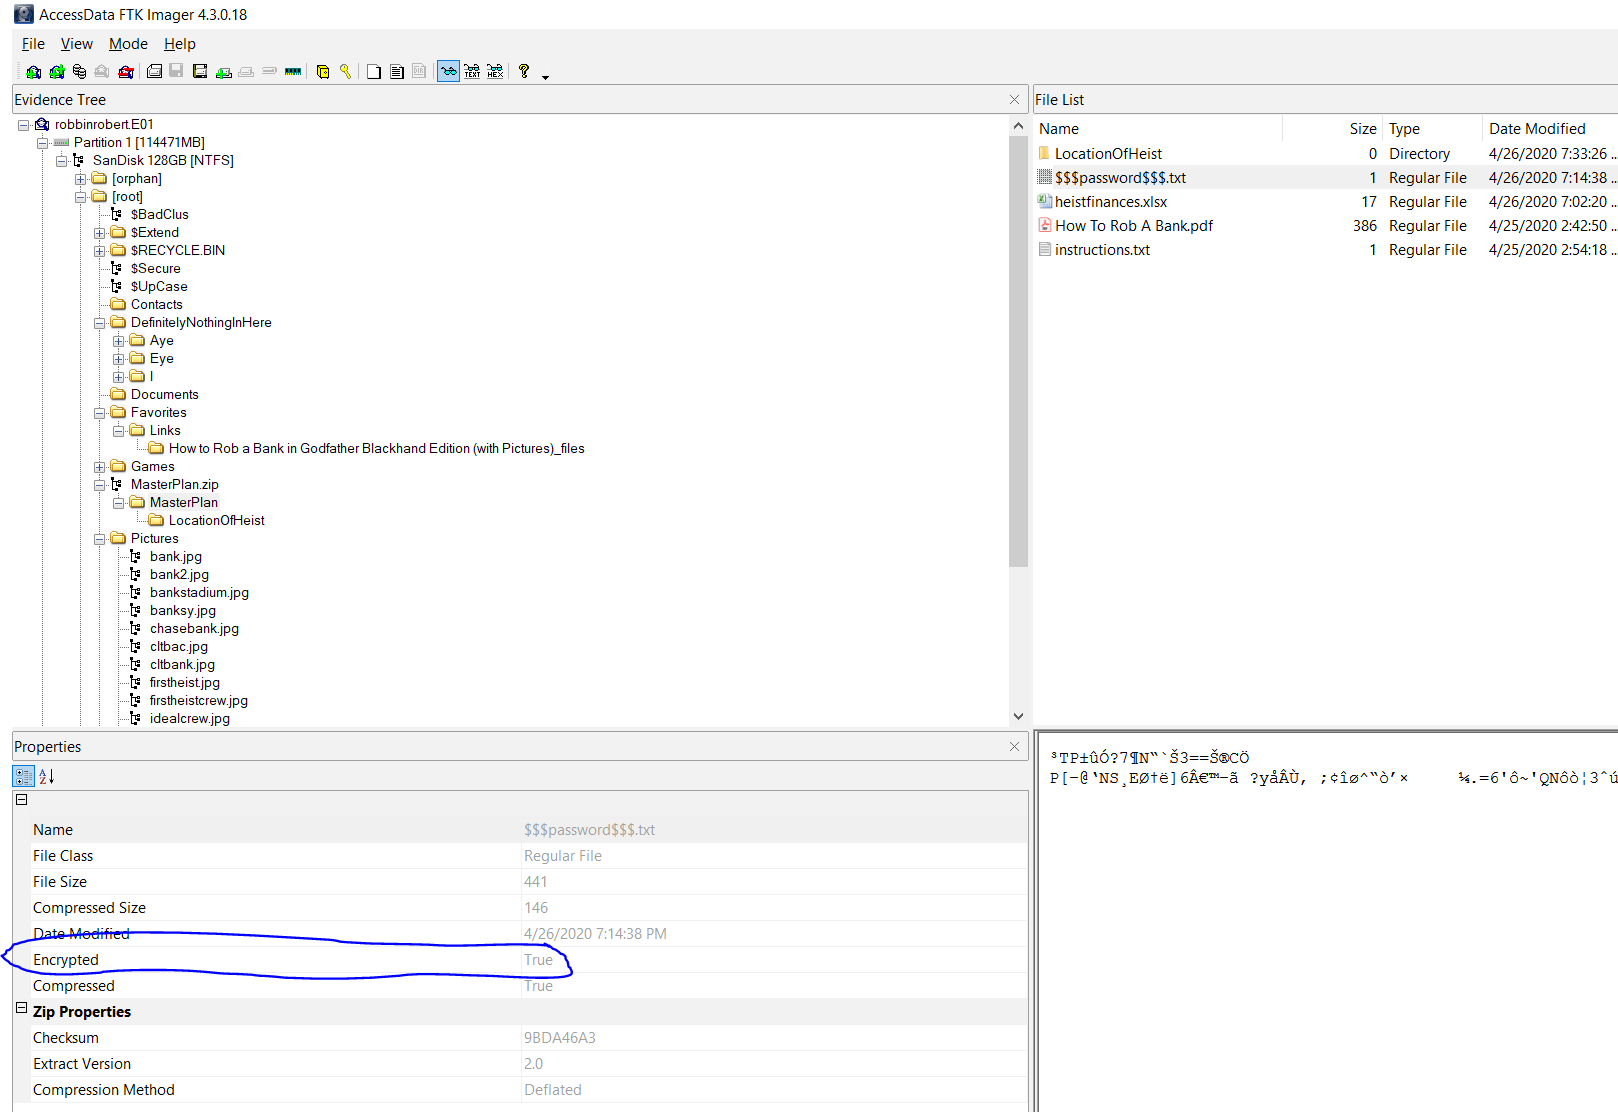 AccessData FTK Imager 4.3.0.18
File View Mode Help
Evidence Tree
robbinrobert.E01
Partition 1 [114471MB]
SanDisk 128GB [NTFS]
[orphan]
[root]
$BadClus
$Extend
$RECYCLE.BIN
$Secure
$UpCase
Contacts
DefinitelyNothingInHere
Aye
Eye
I
Documents
Favorites
Links
How to Rob a Bank in Godfather Blackhand Edition (with Pictures)_files
Games
MasterPlan.zip
MasterPlan
LocationOfHeist
Pictures
bank.jpg
bank2.jpg
bankstadium.jpg
banksy.jpg
chasebank.jpg
cltbac.jpg
cltbank.jpg
firstheist.jpg
firstheistcrew.jpg
idealcrew.jpg
File List
Name Size Type Date Modified
LocationOfHeist 0 Directory 4/26/2020 7:33:26 ...
$$$password$$$.txt 1 Regular File 4/26/2020 7:14:38 ...
heistfinances.xlsx 17 Regular File 4/26/2020 7:02:20 ...
How To Rob A Bank.pdf 386 Regular File 4/25/2020 2:42:50 ...
instructions.txt 1 Regular File 4/25/2020 2:54:18 ...
Properties
Name $$$password$$$.txt
File Class Regular File
File Size 441
Compressed Size 146
Date Modified 4/26/2020 7:14:38 PM
Encrypted True
Compressed True
Zip Properties
Checksum 9BDA46A3
Extract Version 2.0
Compression Method Deflated
³TP±ûÓ?7¶N“`Š3==Š®CÖ
P[–@‘NS¸EØ†ë]6Â€™–ã ?yåÂÙ, ;¢îø^“ò’× ¼.=6'ô~'QNôò¦3ˆú